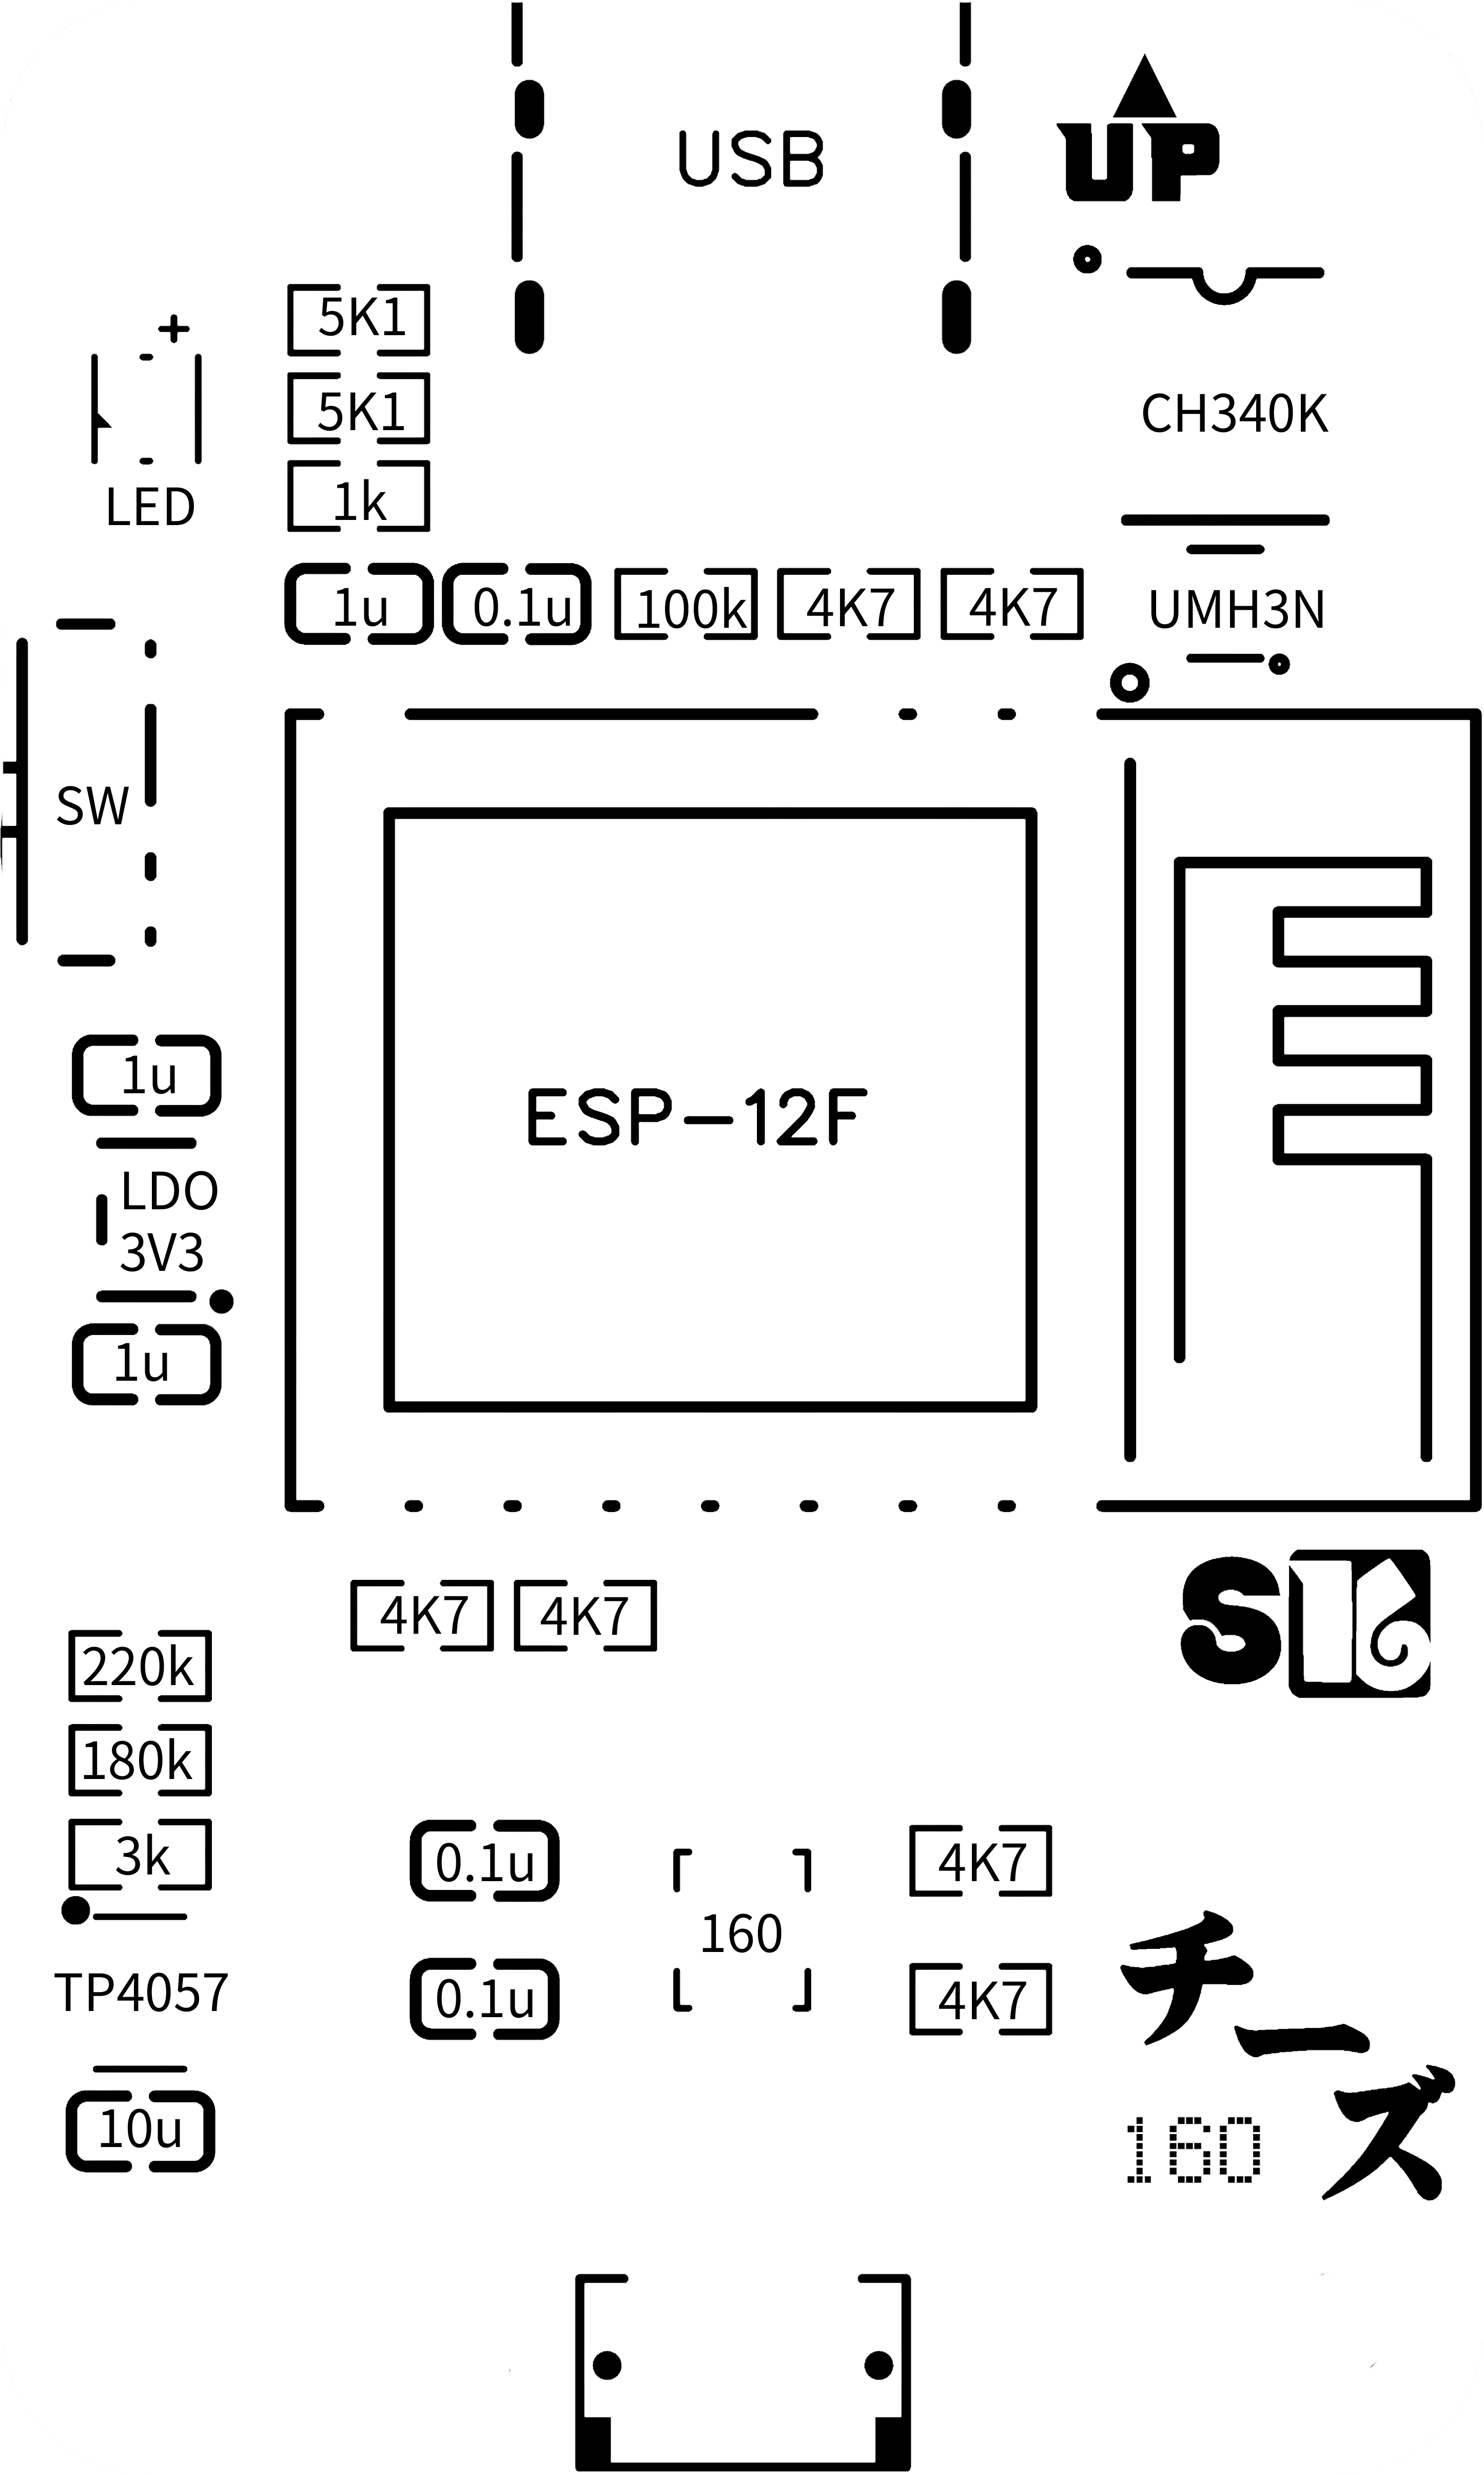 USB
UP
5K1
5K1
1k
CH340K
LED
1u
0.1u
100k
4K7
4K7
UMH3N
SW
1u
ESP-12F
LDO
3V3
1u
4K7
4K7
220k
180k
3k
0.1u
160
4K7
TP4057
0.1u
4K7
チーズ
10u
160